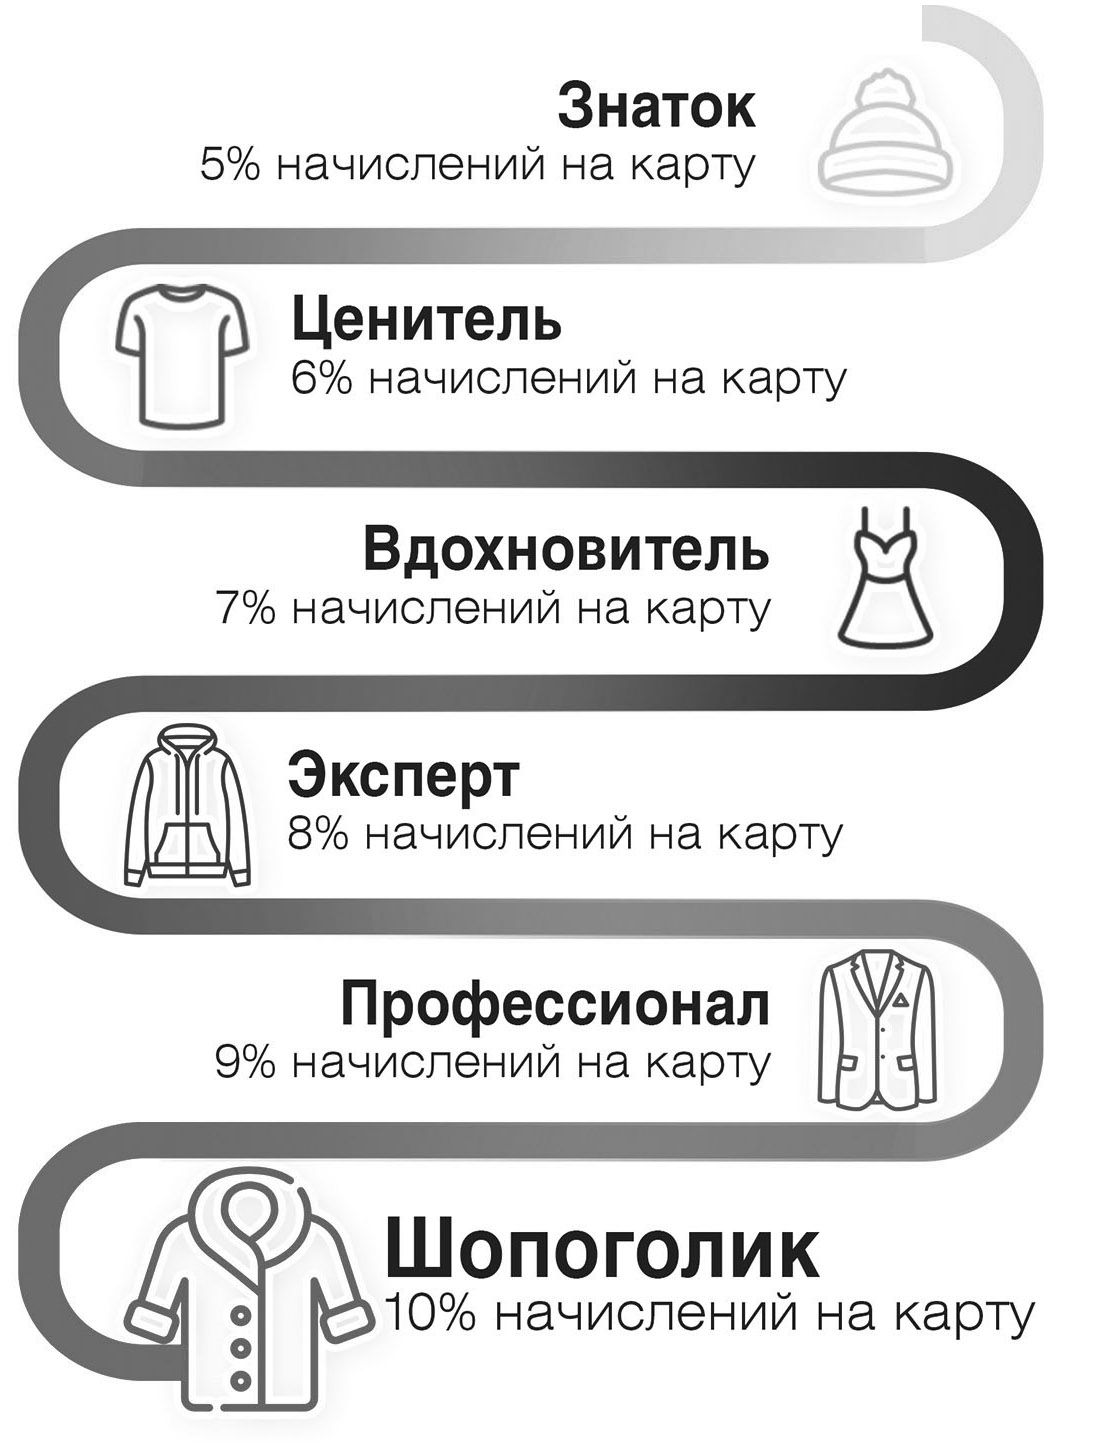 Знаток
5% начислений на карту
Ценитель
6% начислений на карту
Вдохновитель
7% начислений на карту
Эксперт
8% начислений на карту
Профессионал
9% начислений на карту
Шопоголик
10% начислений на карту